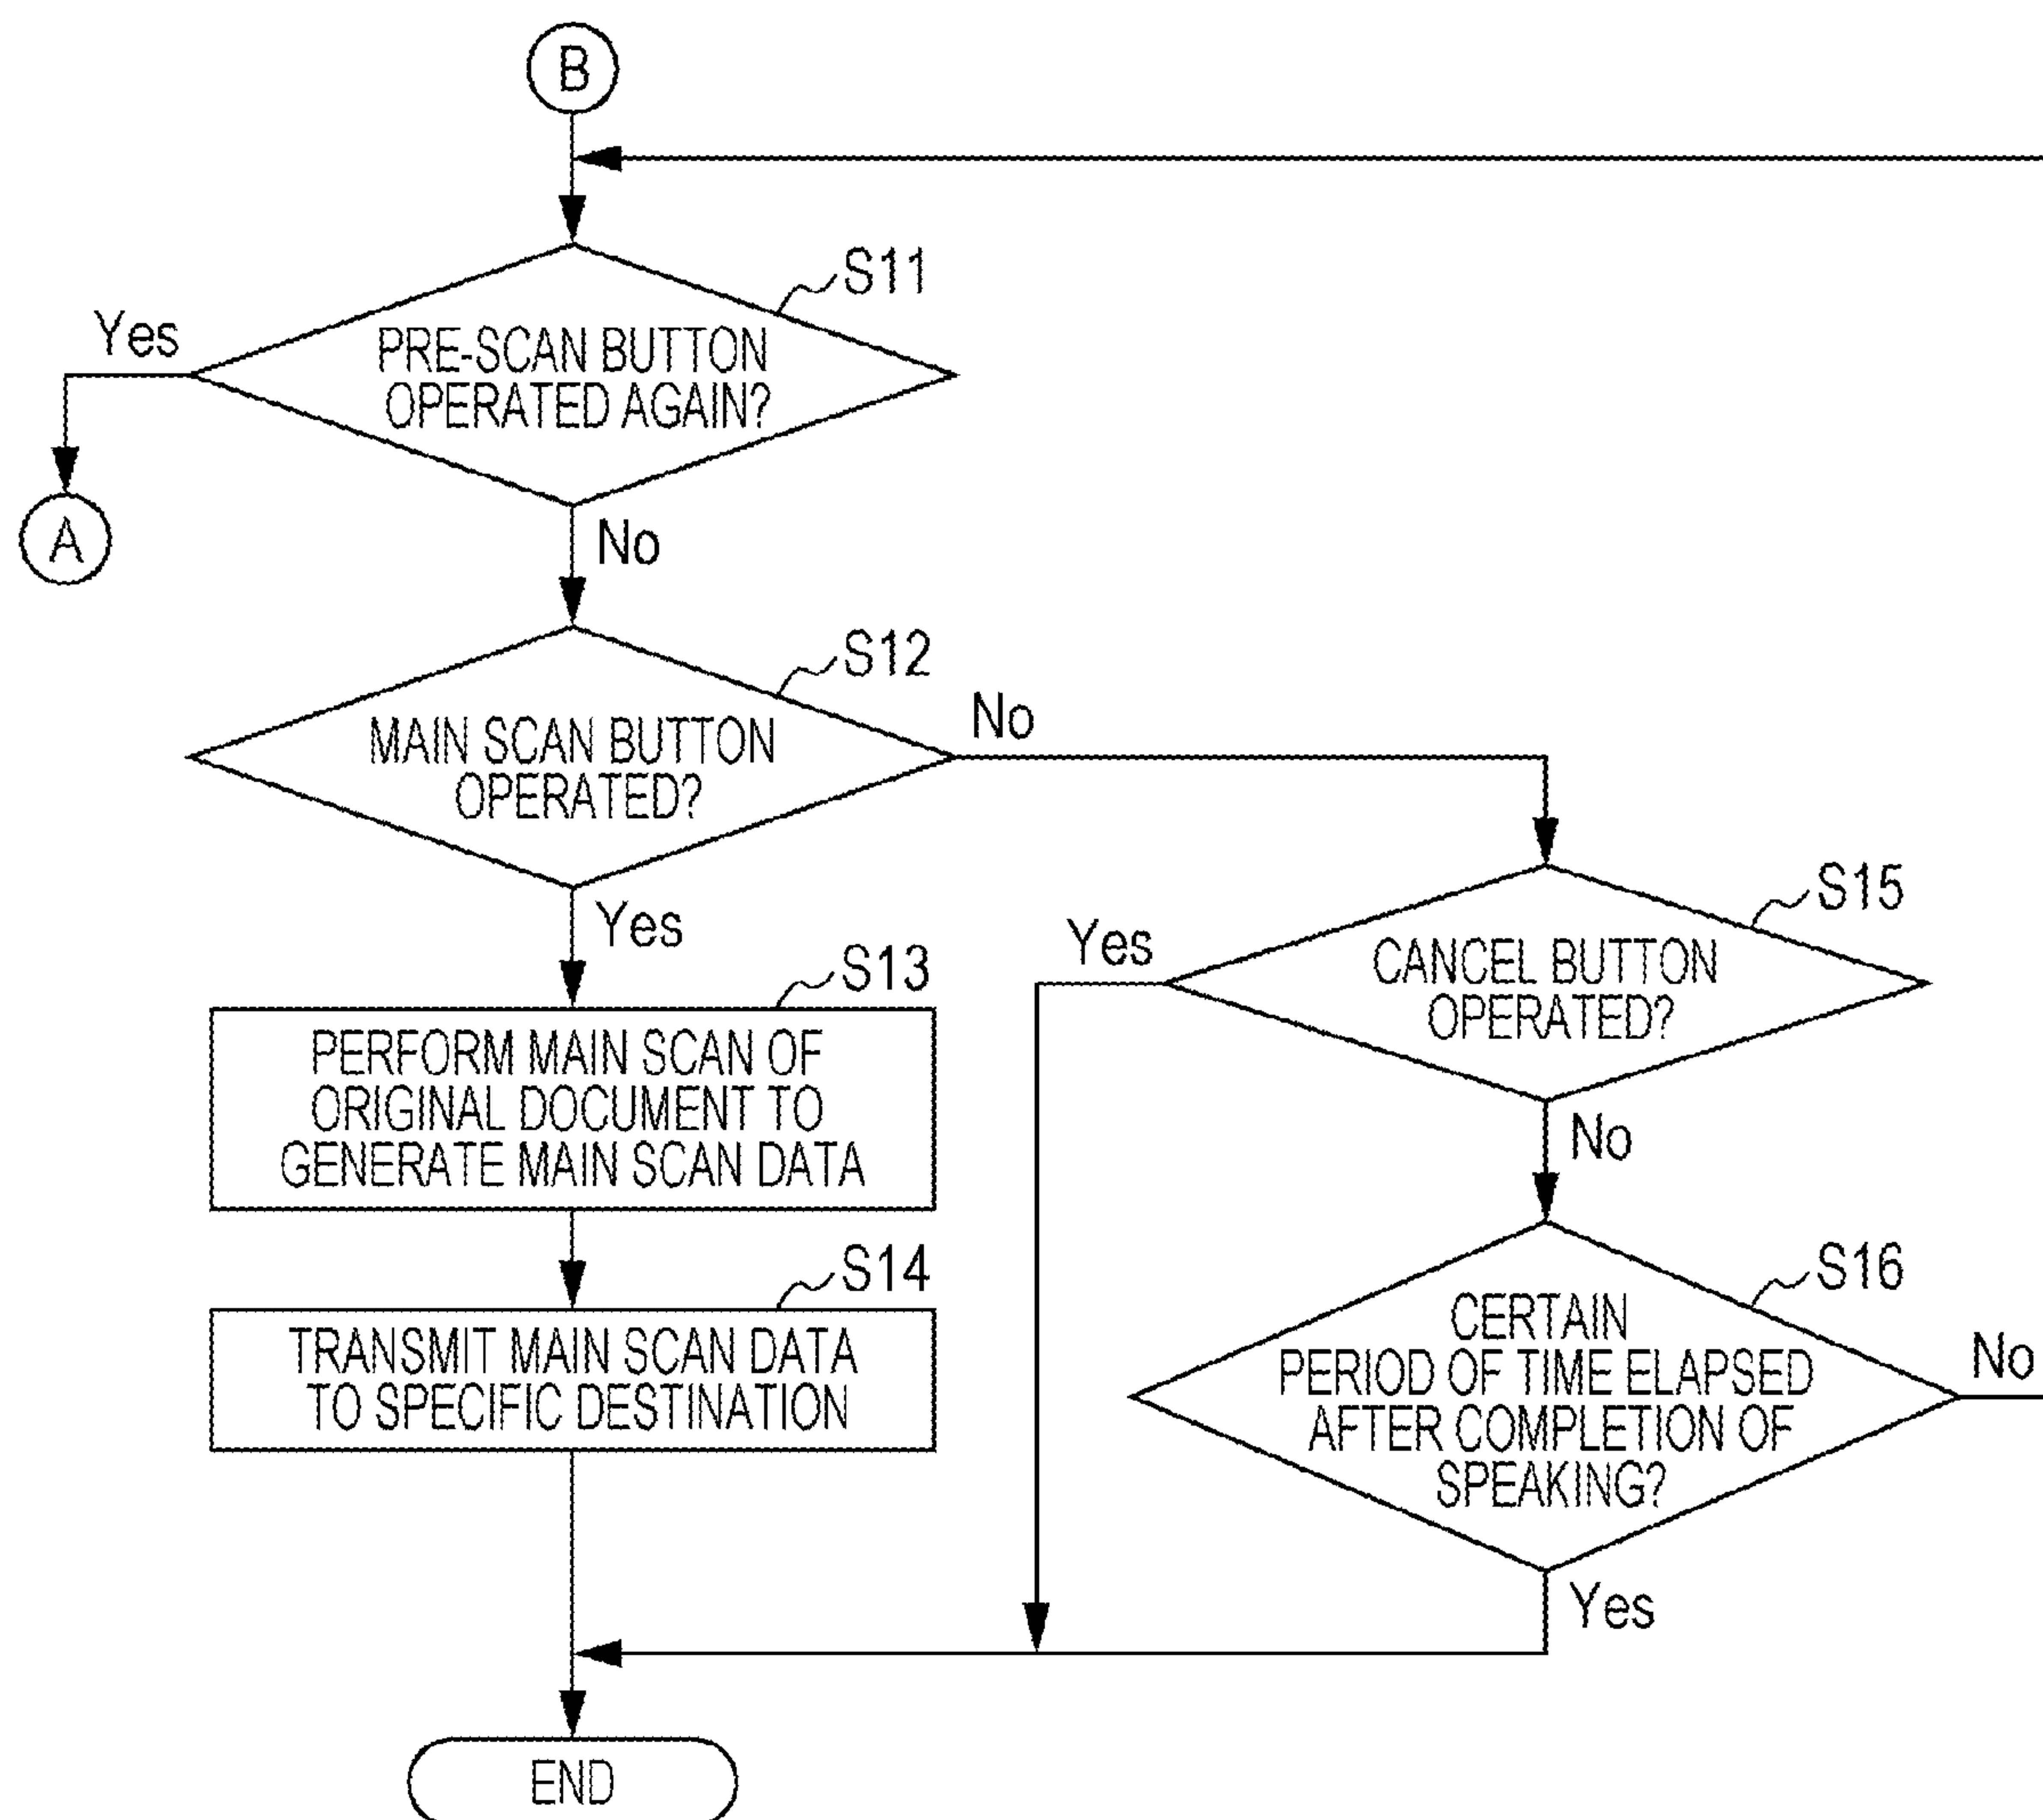 B
S11
Yes
PRE-SCAN BUTTON
OPERATED AGAIN?
A
No
S12
MAIN SCAN BUTTON
OPERATED?
No
Yes
S13
PERFORM MAIN SCAN OF
ORIGINAL DOCUMENT TO
GENERATE MAIN SCAN DATA
S14
TRANSMIT MAIN SCAN DATA
TO SPECIFIC DESTINATION
S15
Yes
CANCEL BUTTON
OPERATED?
No
S16
CERTAIN
PERIOD OF TIME ELAPSED
AFTER COMPLETION OF
SPEAKING?
No
Yes
END